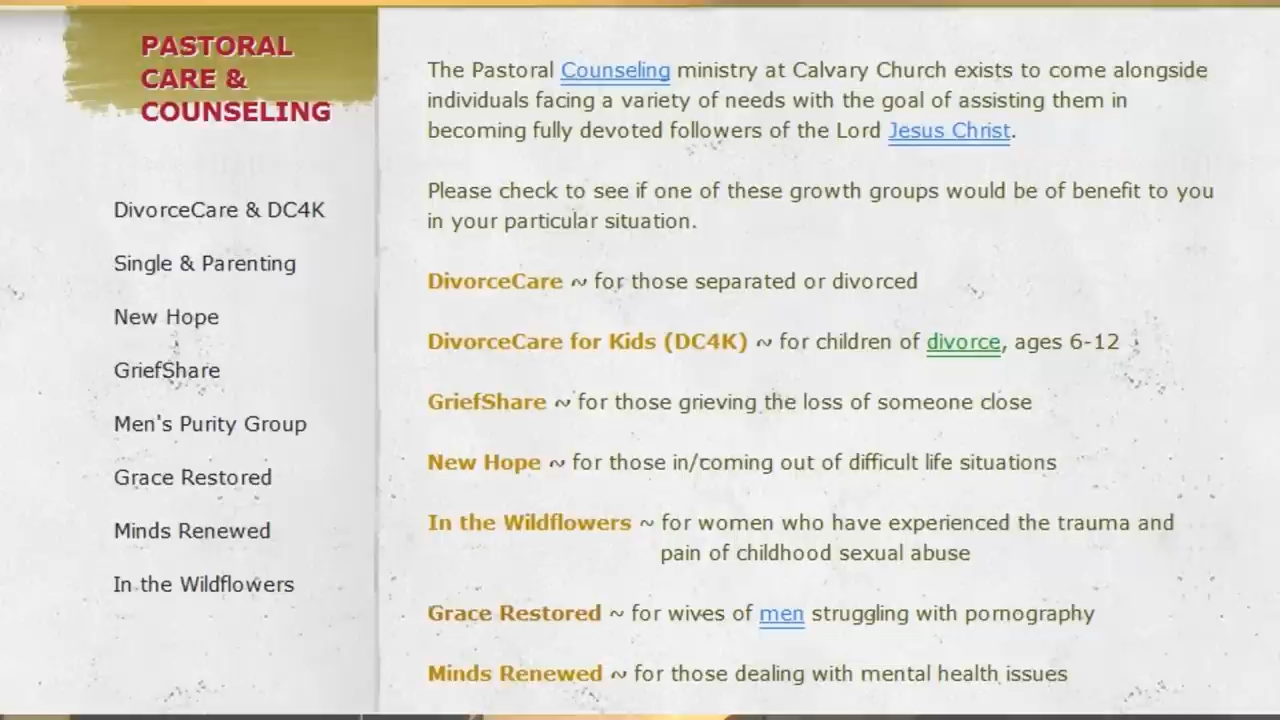 PASTORAL
CARE &
COUNSELING
DivorceCare & DC4K
Single & Parenting
New Hope
GriefShare
Men's Purity Group
Grace Restored
Minds Renewed
In the Wildflowers
The Pastoral Counseling ministry at Calvary Church exists to come alongside
individuals facing a variety of needs with the goal of assisting them in
becoming fully devoted followers of the Lord Jesus Christ.
Please check to see if one of these growth groups would be of benefit to you
in your particular situation.
DivorceCare ~ for those separated or divorced
DivorceCare for Kids (DC4K) ~ for children of divorce, ages 6-12
GriefShare ~ for those grieving the loss of someone close
New Hope ~ for those in/coming out of difficult life situations
In the Wildflowers ~ for women who have experienced the trauma and
pain of childhood sexual abuse
Grace Restored ~ for wives of men struggling with pornography
Minds Renewed ~ for those dealing with mental health issues